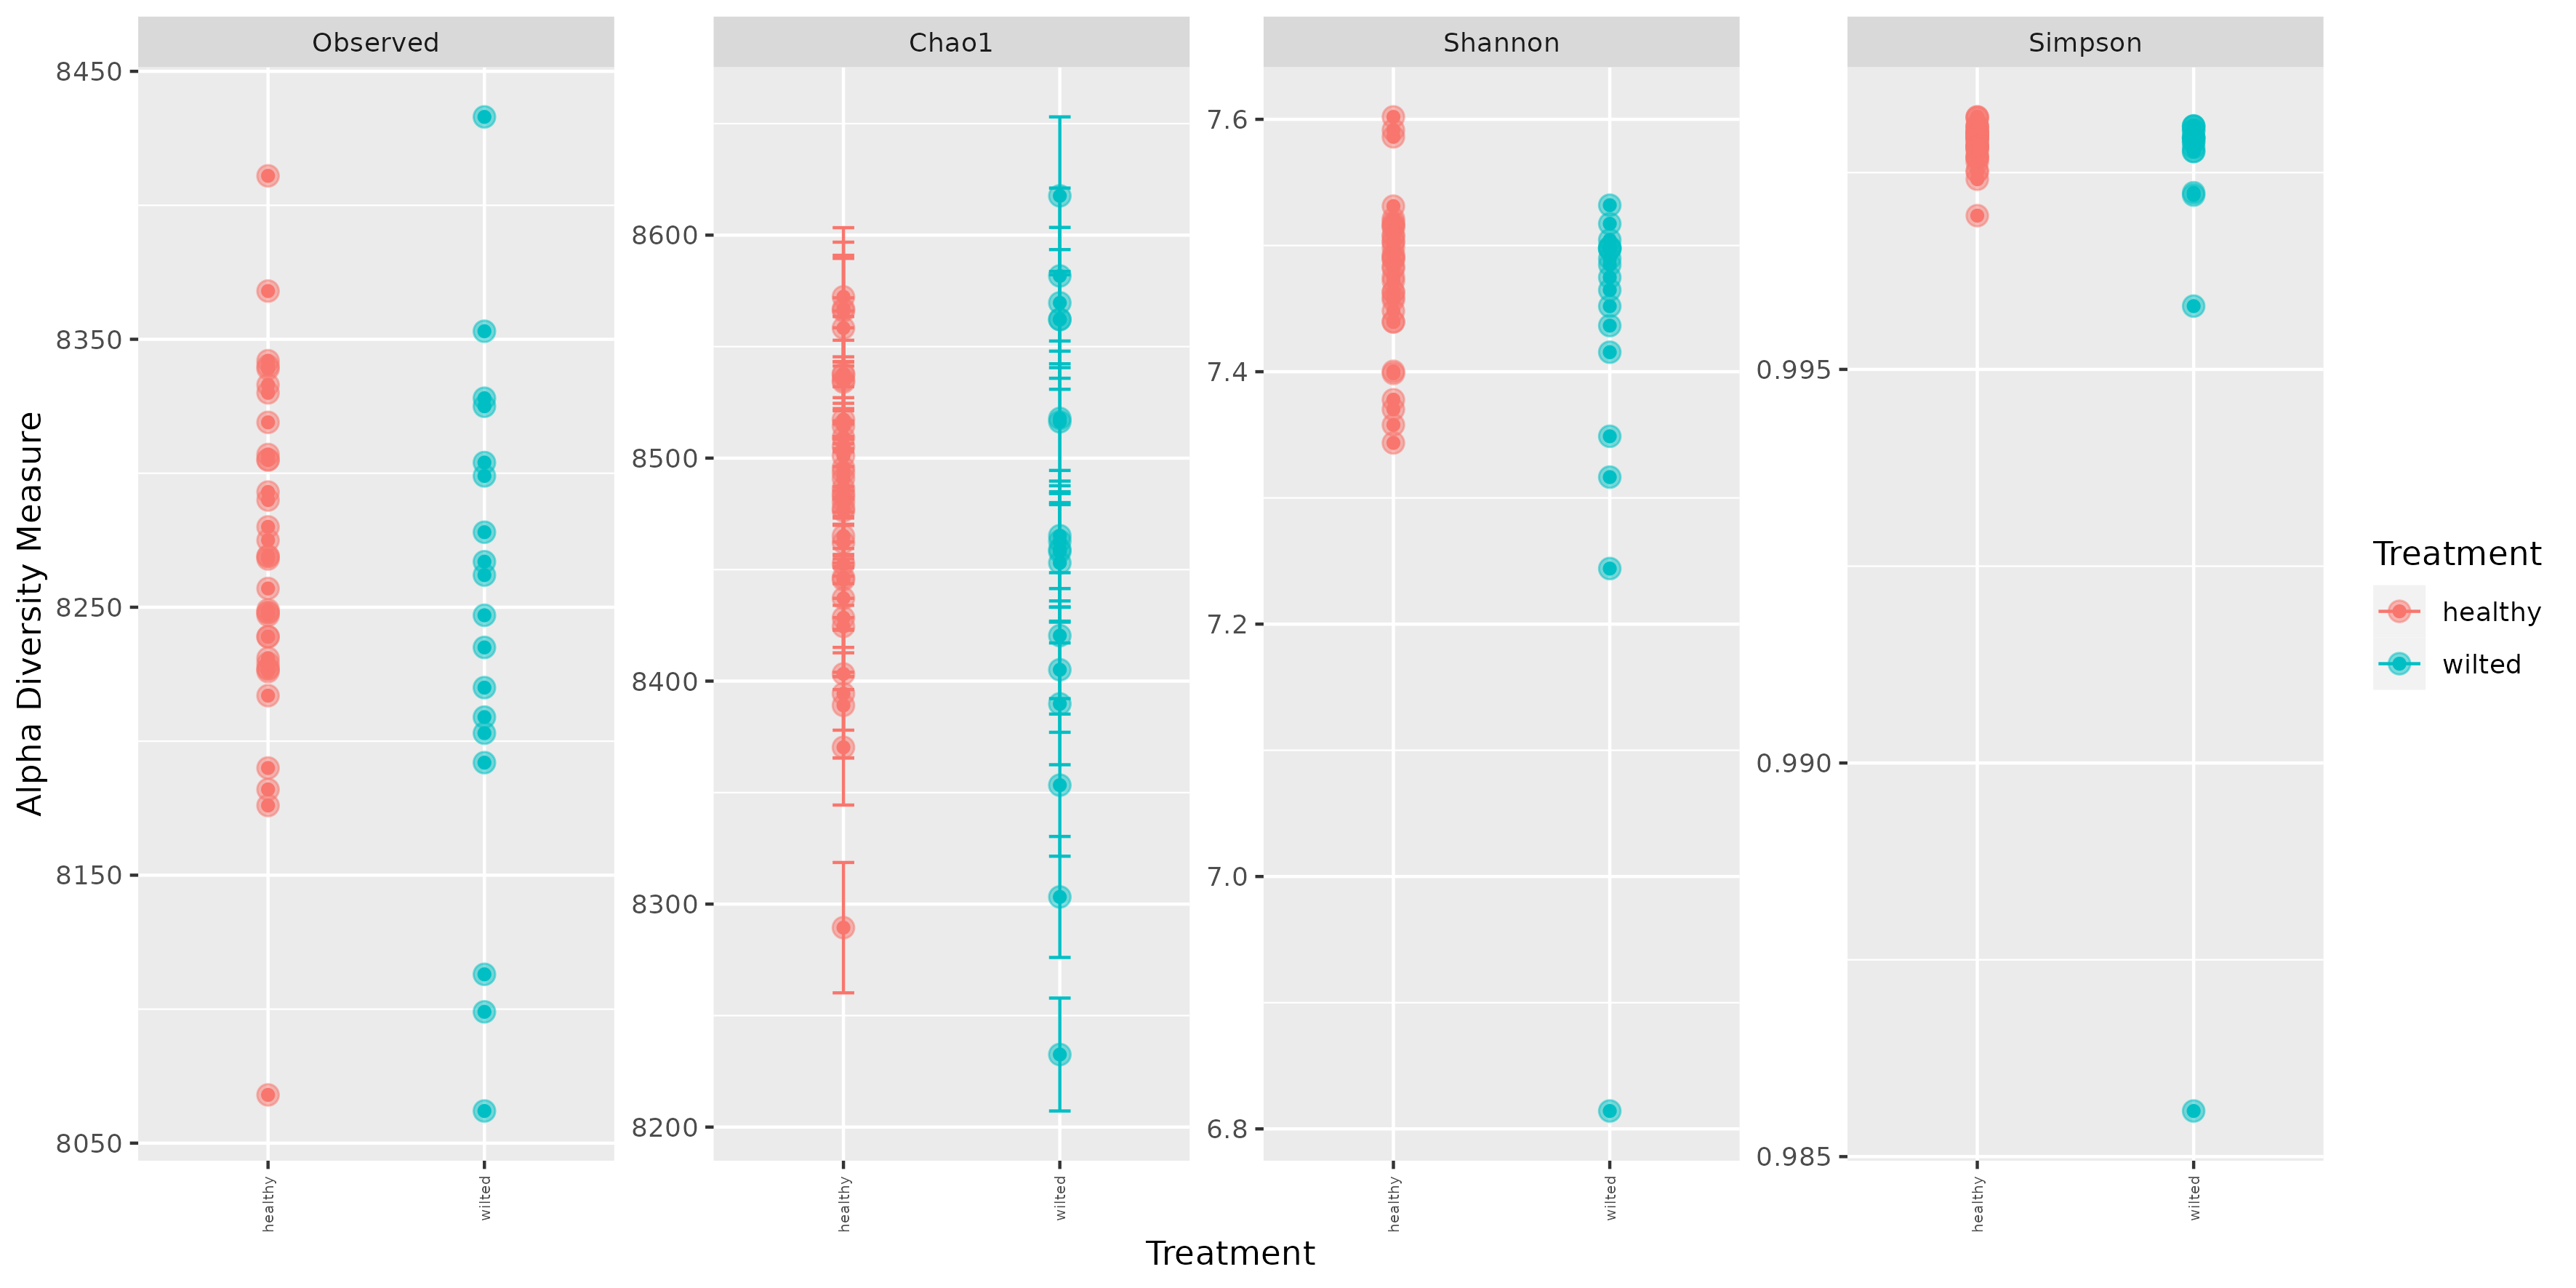 Observed
Chao1
Shannon
Simpson
Alpha Diversity Measure
8450
8350
8250
8150
8050
8600
8500
8400
8300
8200
7.6
7.4
7.2
7.0
6.8
0.995
0.990
0.985
healthy
wilted
healthy
wilted
healthy
wilted
healthy
wilted
Treatment
Treatment
healthy
wilted